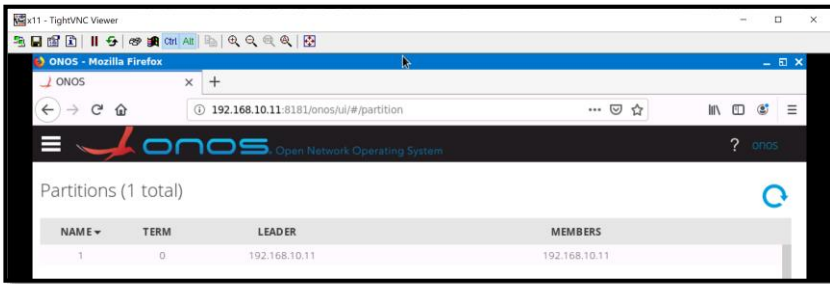 x11 - TightVNC Viewer
Ctrl Alt
ONOS - Mozilla Firefox
ONOS
192.168.10.11:8181/onos/ui/#/partition
onos Open Network Operating System
? onos
Partitions (1 total)
NAME TERM LEADER MEMBERS
1 0 192.168.10.11 192.168.10.11